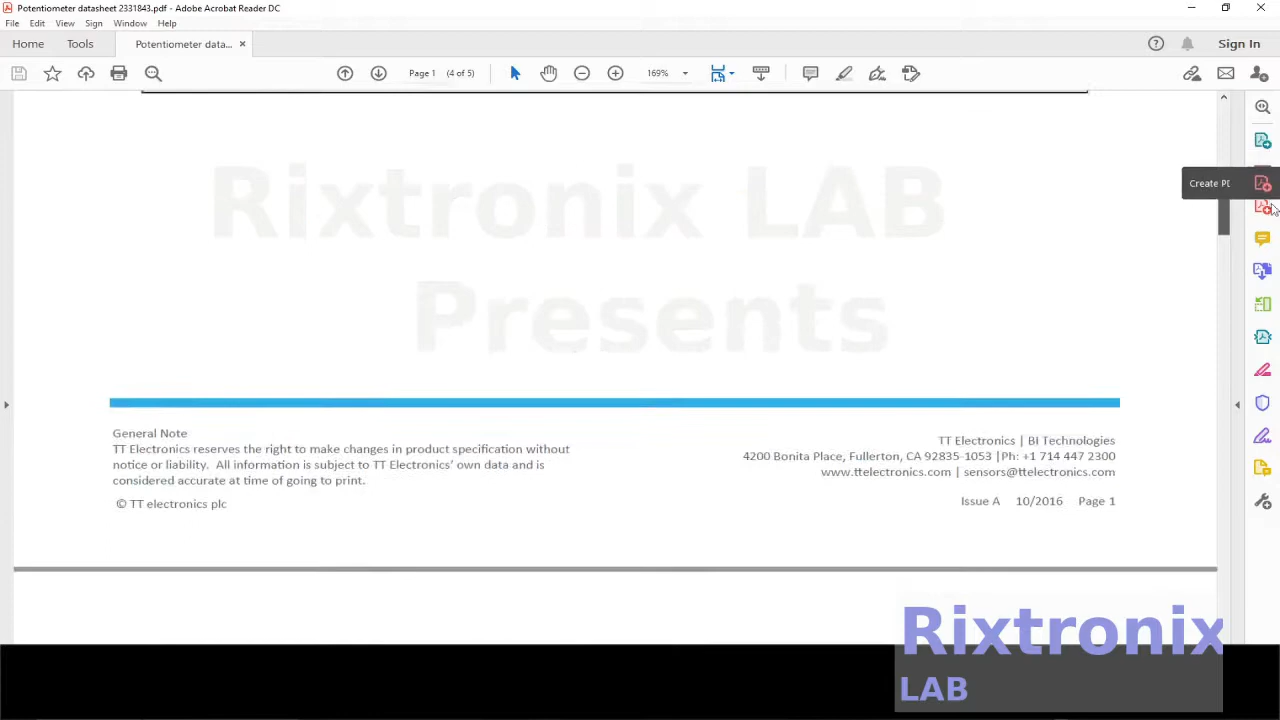 Potentiometer datasheet 2331843.pdf - Adobe Acrobat Reader DC
File Edit View Sign Window Help
Home Tools Potentiometer data... × Sign In
Page 1 (4 of 5) 169%
Create PD
Rixtronix LAB
Presents
General Note
TT Electronics reserves the right to make changes in product specification without
notice or liability. All information is subject to TT Electronics' own data and is
considered accurate at time of going to print.
© TT electronics plc
TT Electronics | BI Technologies
4200 Bonita Place, Fullerton, CA 92835-1053 |Ph: +1 714 447 2300
www.ttelectronics.com | sensors@ttelectronics.com
Issue A 10/2016 Page 1
Rixtronix
LAB